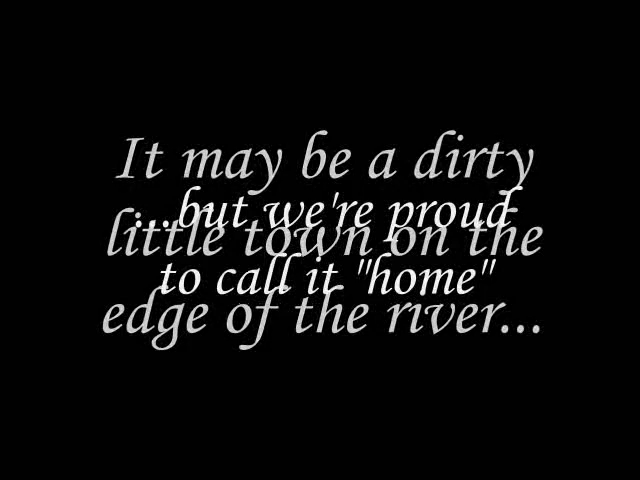 It may be a dirty
little town on the
edge of the river...
...but we're proud
to call it "home"